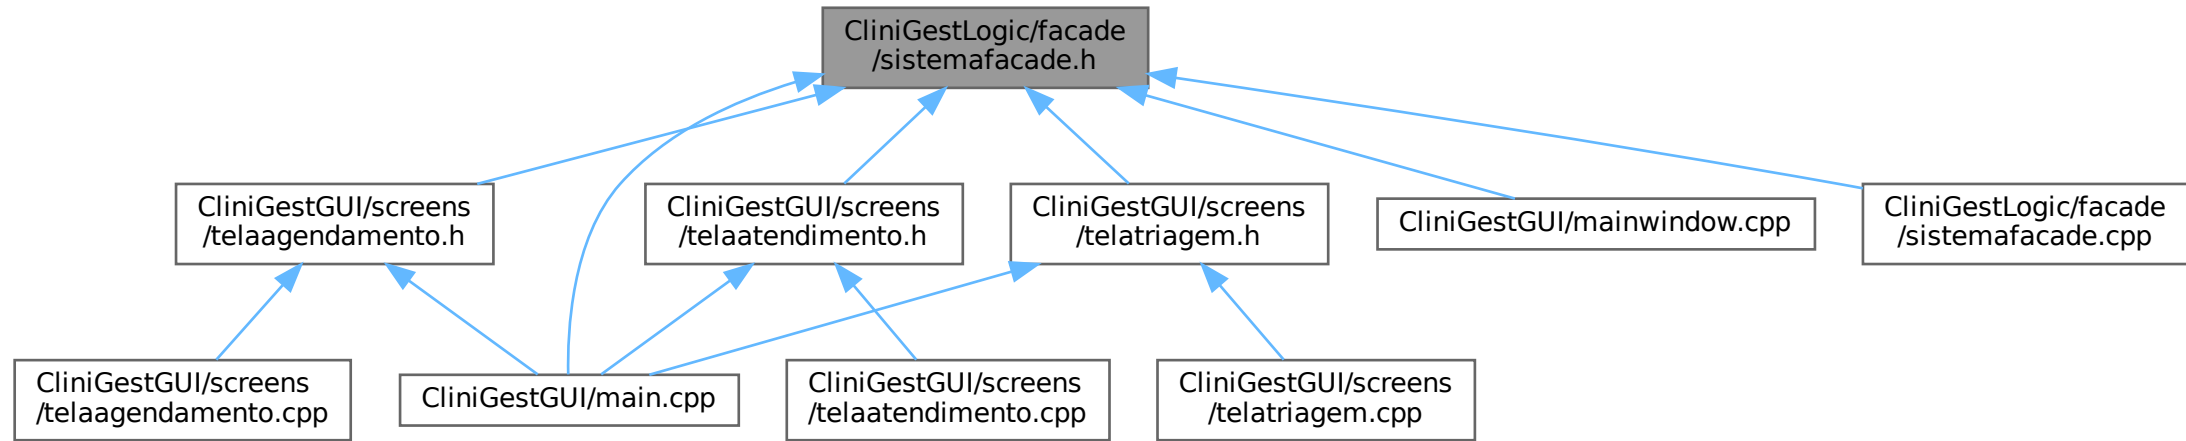 CliniGestLogic/facade
/sistemafacade.h
CliniGestGUI/screens
/telaagendamento.h
CliniGestGUI/screens
/telaatendimento.h
CliniGestGUI/screens
/telatriagem.h
CliniGestGUI/mainwindow.cpp
CliniGestLogic/facade
/sistemafacade.cpp
CliniGestGUI/screens
/telaagendamento.cpp
CliniGestGUI/main.cpp
CliniGestGUI/screens
/telaatendimento.cpp
CliniGestGUI/screens
/telatriagem.cpp